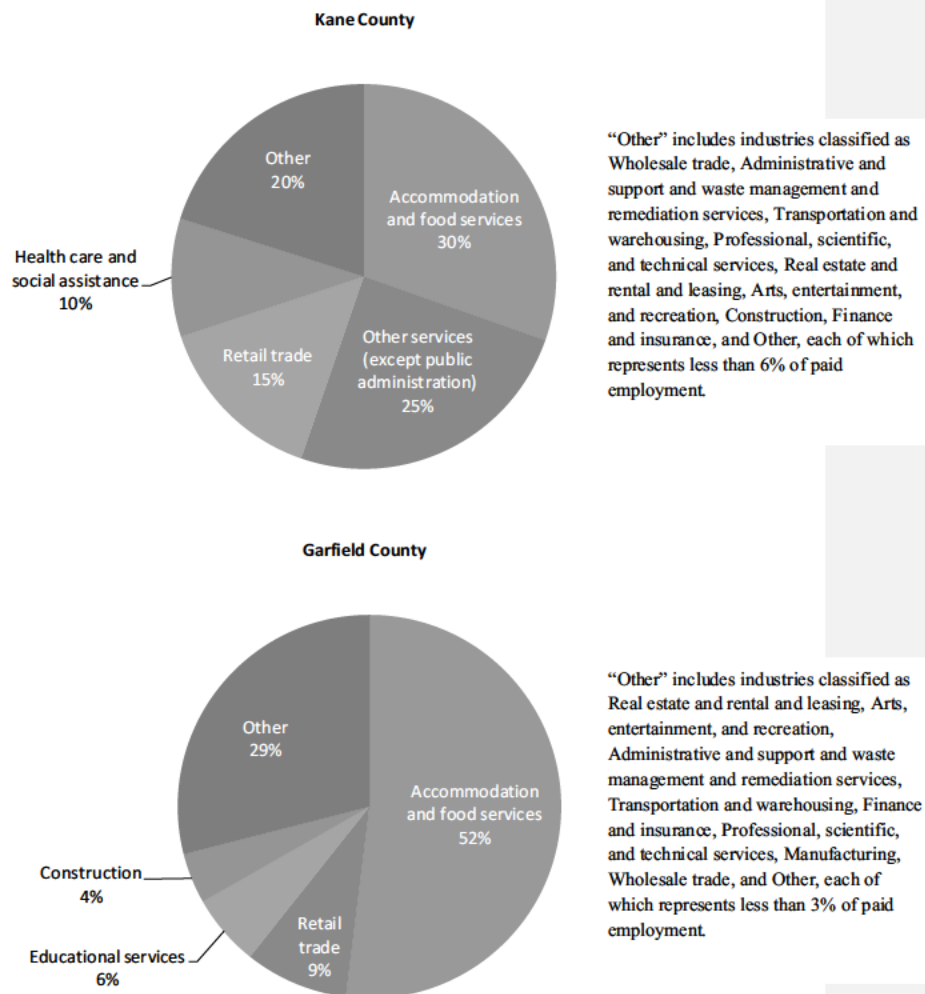 Kane County
Other
20%
Accommodation
and food services
30%
Health care and
social assistance
10%
Retail trade
15%
Other services
(except public
administration)
25%
“Other” includes industries classified as
Wholesale trade, Administrative and
support and waste management and
remediation services, Transportation and
warehousing, Professional, scientific,
and technical services, Real estate and
rental and leasing, Arts, entertainment,
and recreation, Construction, Finance
and insurance, and Other, each of which
represents less than 6% of paid
employment.
Garfield County
Other
29%
Accommodation
and food services
52%
Construction
4%
Educational services
6%
Retail
trade
9%
“Other” includes industries classified as
Real estate and rental and leasing, Arts,
entertainment, and recreation,
Administrative and support and waste
management and remediation services,
Transportation and warehousing, Finance
and insurance, Professional, scientific,
and technical services, Manufacturing,
Wholesale trade, and Other, each of
which represents less than 3% of paid
employment.